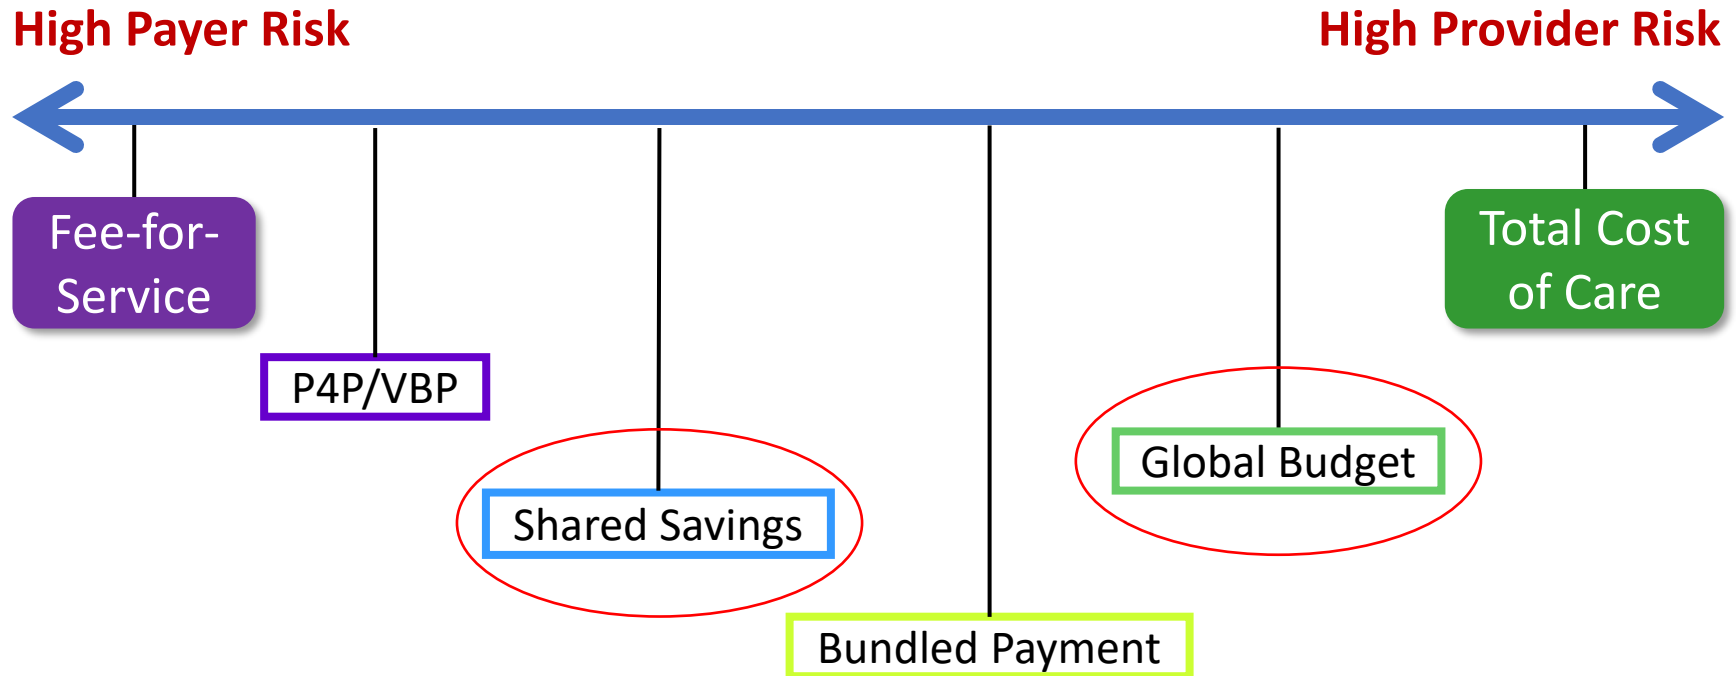 High Payer Risk
High Provider Risk
Fee-for-
Service
Total Cost
of Care
P4P/VBP
Global Budget
Shared Savings
Bundled Payment